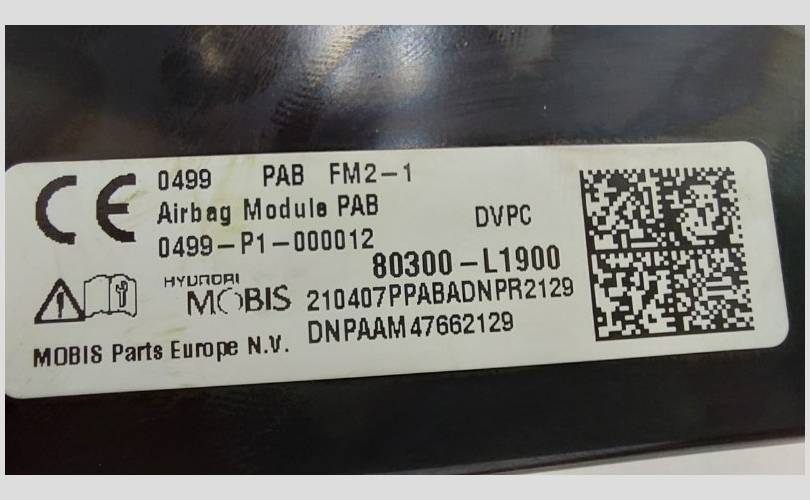 CE 0499 PAB FM2-1
Airbag Module PAB
DVPC
0499-P1-000012
80300-L1900
HYUNDAI
MOBIS
210407PPABADNPR2129
DNPAAM47662129
MOBIS Parts Europe N.V.